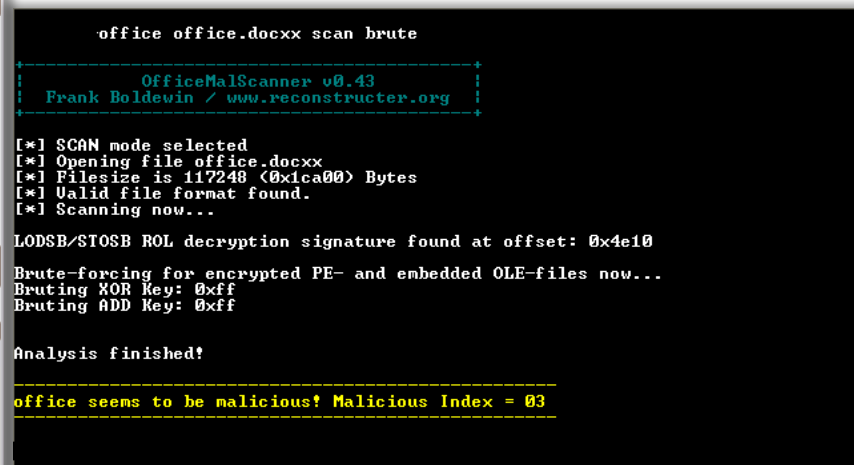 office office.docxx scan brute
+------------------------------------------+
| OfficeMalScanner v0.43 |
| Frank Boldewin / www.reconstructer.org |
+------------------------------------------+
[*] SCAN mode selected
[*] Opening file office.docxx
[*] Filesize is 117248 (0x1ca00) Bytes
[*] Valid file format found.
[*] Scanning now...
LODSB/STOSB ROL decryption signature found at offset: 0x4e10
Brute-forcing for encrypted PE- and embedded OLE-files now...
Bruting XOR Key: 0xff
Bruting ADD Key: 0xff
Analysis finished!
---------------------------------------------------
office seems to be malicious! Malicious Index = 03
---------------------------------------------------